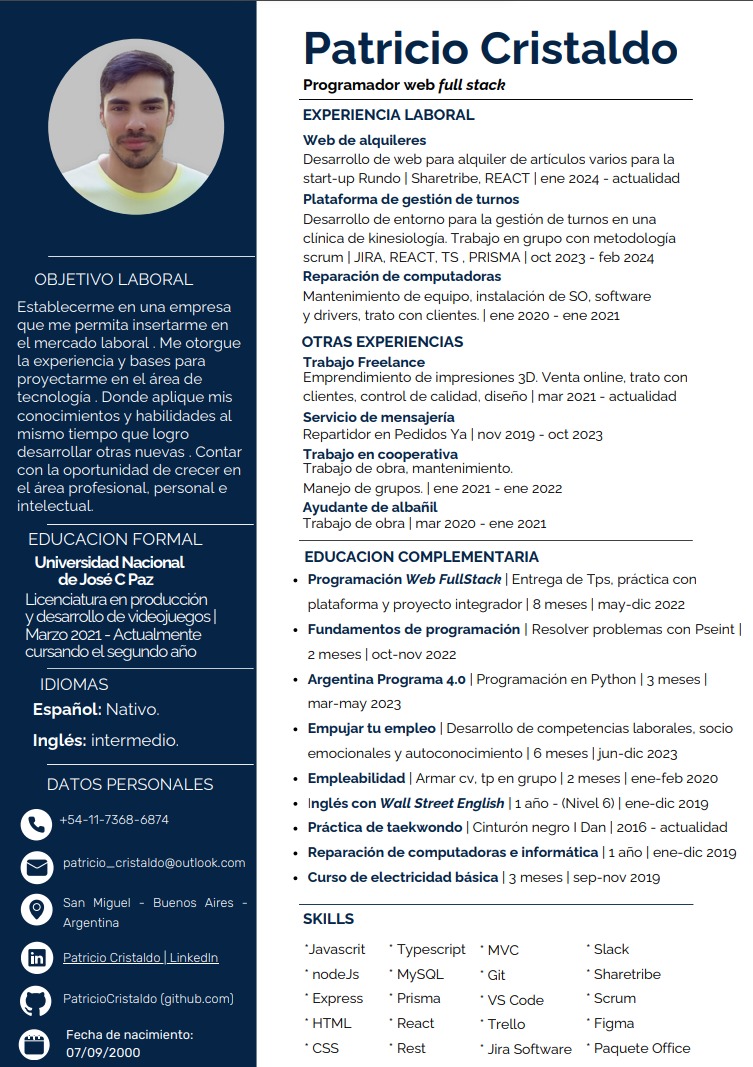 Patricio Cristaldo
Programador web full stack
OBJETIVO LABORAL
Establecerme en una empresa
que me permita insertarme en
el mercado laboral . Me otorgue
la experiencia y bases para
proyectarme en el área de
tecnología . Donde aplique mis
conocimientos y habilidades al
mismo tiempo que logro
desarrollar otras nuevas . Contar
con la oportunidad de crecer en
el área profesional, personal e
intelectual.
EDUCACION FORMAL
Universidad Nacional
de José C Paz
Licenciatura en producción
y desarrollo de videojuegos |
Marzo 2021 - Actualmente
cursando el segundo año
IDIOMAS
Español: Nativo.
Inglés: intermedio.
DATOS PERSONALES
+54-11-7368-6874
patricio_cristaldo@outlook.com
San Miguel - Buenos Aires -
Argentina
Patricio Cristaldo | LinkedIn
PatricioCristaldo (github.com)
Fecha de nacimiento:
07/09/2000
EXPERIENCIA LABORAL
Web de alquileres
Desarrollo de web para alquiler de artículos varios para la
start-up Rundo | Sharetribe, REACT | ene 2024 - actualidad
Plataforma de gestión de turnos
Desarrollo de entorno para la gestión de turnos en una
clínica de kinesiología. Trabajo en grupo con metodología
scrum | JIRA, REACT, TS , PRISMA | oct 2023 - feb 2024
Reparación de computadoras
Mantenimiento de equipo, instalación de SO, software
y drivers, trato con clientes. | ene 2020 - ene 2021
OTRAS EXPERIENCIAS
Trabajo Freelance
Emprendimiento de impresiones 3D. Venta online, trato con
clientes, control de calidad, diseño | mar 2021 - actualidad
Servicio de mensajería
Repartidor en Pedidos Ya | nov 2019 - oct 2023
Trabajo en cooperativa
Trabajo de obra, mantenimiento.
Manejo de grupos. | ene 2021 - ene 2022
Ayudante de albañil
Trabajo de obra | mar 2020 - ene 2021
EDUCACION COMPLEMENTARIA
• Programación Web FullStack | Entrega de Tps, práctica con
plataforma y proyecto integrador | 8 meses | may-dic 2022
• Fundamentos de programación | Resolver problemas con Pseint |
2 meses | oct-nov 2022
• Argentina Programa 4.0 | Programación en Python | 3 meses |
mar-may 2023
• Empujar tu empleo | Desarrollo de competencias laborales, socio
emocionales y autoconocimiento | 6 meses | jun-dic 2023
• Empleabilidad | Armar cv, tp en grupo | 2 meses | ene-feb 2020
• Inglés con Wall Street English | 1 año - (Nivel 6) | ene-dic 2019
• Práctica de taekwondo | Cinturón negro I Dan | 2016 - actualidad
• Reparación de computadoras e informática | 1 año | ene-dic 2019
• Curso de electricidad básica | 3 meses | sep-nov 2019
SKILLS
*Javascrit * Typescript * MVC * Slack
* nodeJs * MySQL * Git * Sharetribe
* Express * Prisma * VS Code * Scrum
* HTML * React * Trello * Figma
* CSS * Rest * Jira Software * Paquete Office